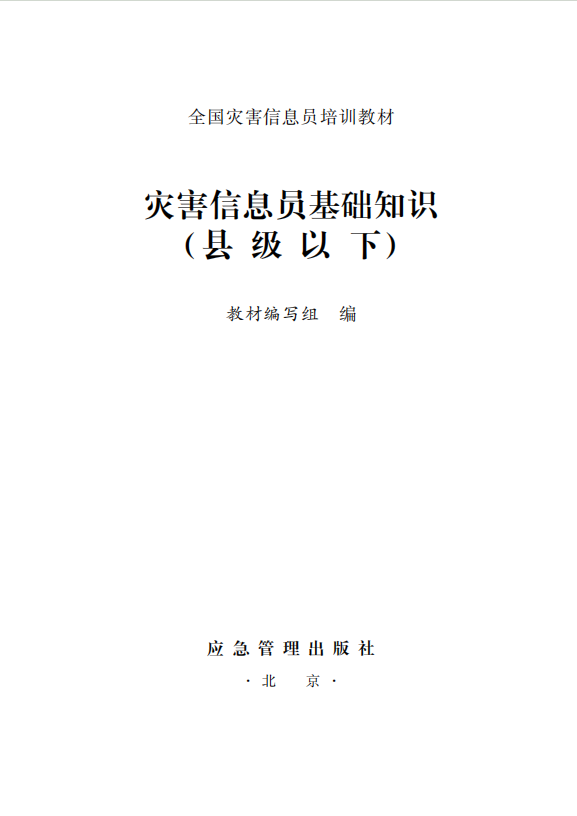 全国灾害信息员培训教材
灾害信息员基础知识
(县 级 以 下)
教材编写组 编
应 急 管 理 出 版 社
· 北 京 ·